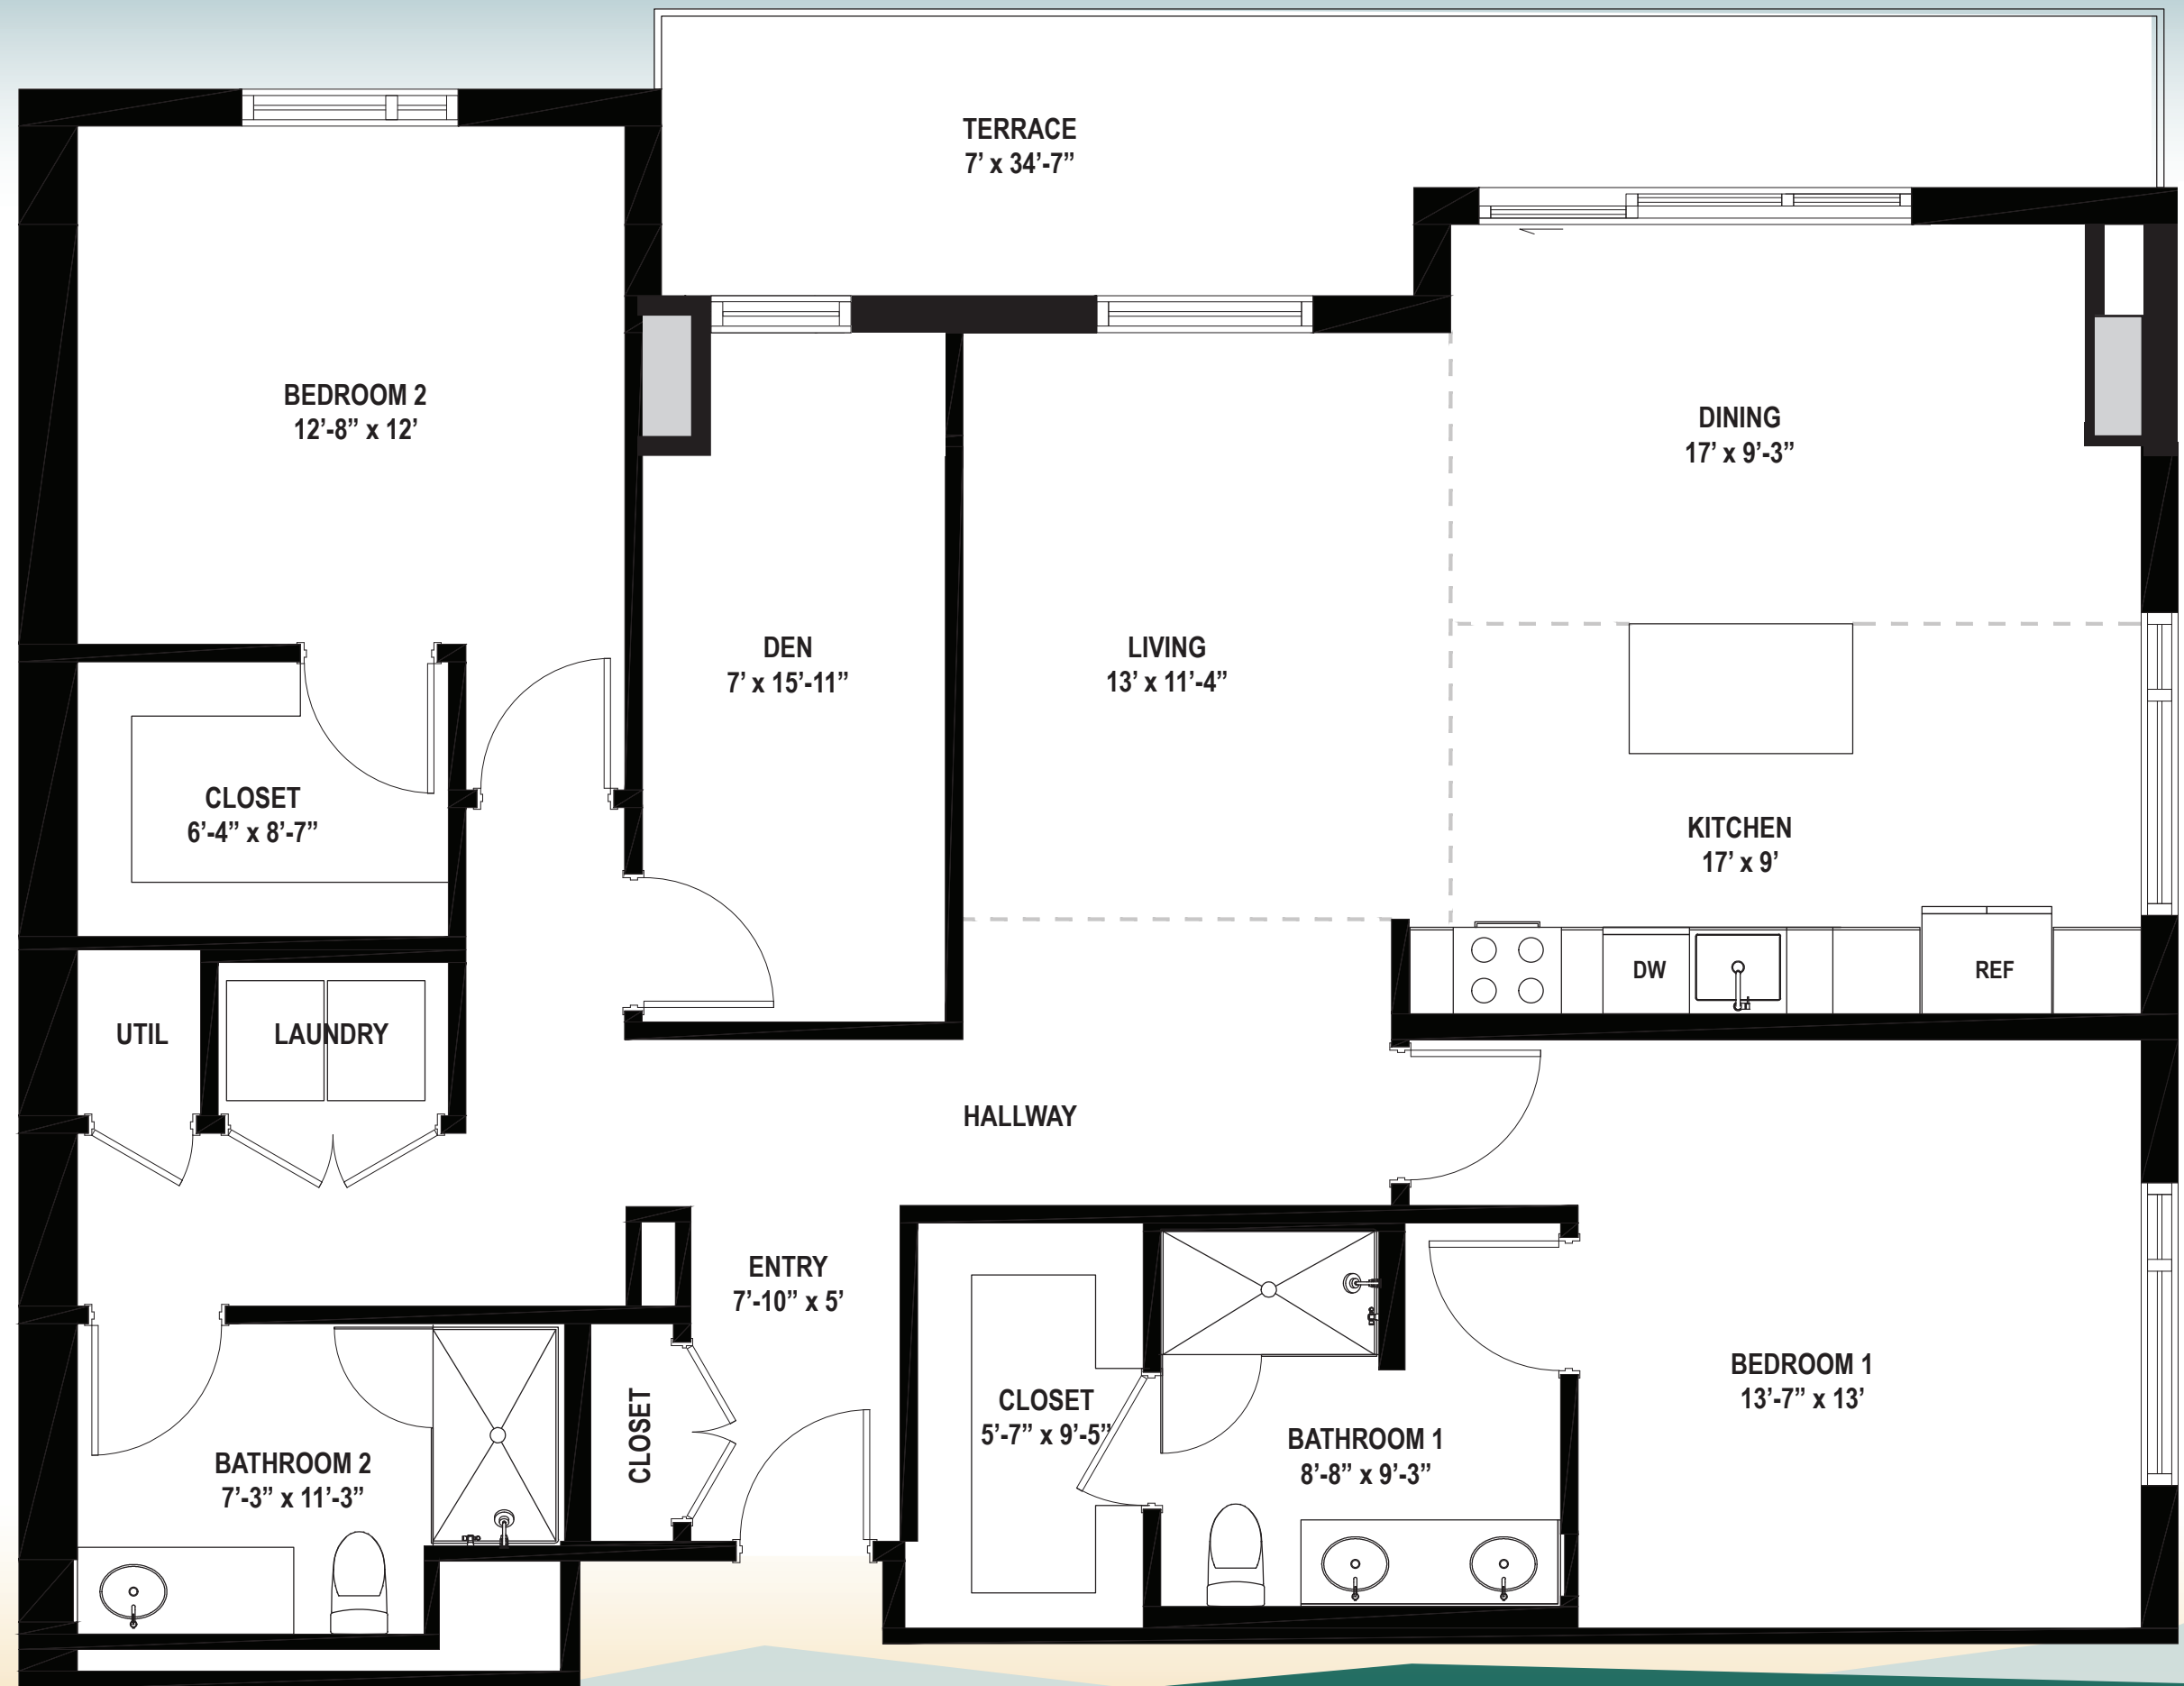 TERRACE
7’ x 34’-7”
BEDROOM 2
12’-8” x 12’
DINING
17’ x 9’-3”
DEN
7’ x 15’-11”
LIVING
13’ x 11’-4”
CLOSET
6’-4” x 8’-7”
KITCHEN
17’ x 9’
DW
REF
UTIL
LAUNDRY
HALLWAY
ENTRY
7’-10” x 5’
BEDROOM 1
13’-7” x 13’
CLOSET
CLOSET
5’-7” x 9’-5”
BATHROOM 1
8’-8” x 9’-3”
BATHROOM 2
7’-3” x 11’-3”